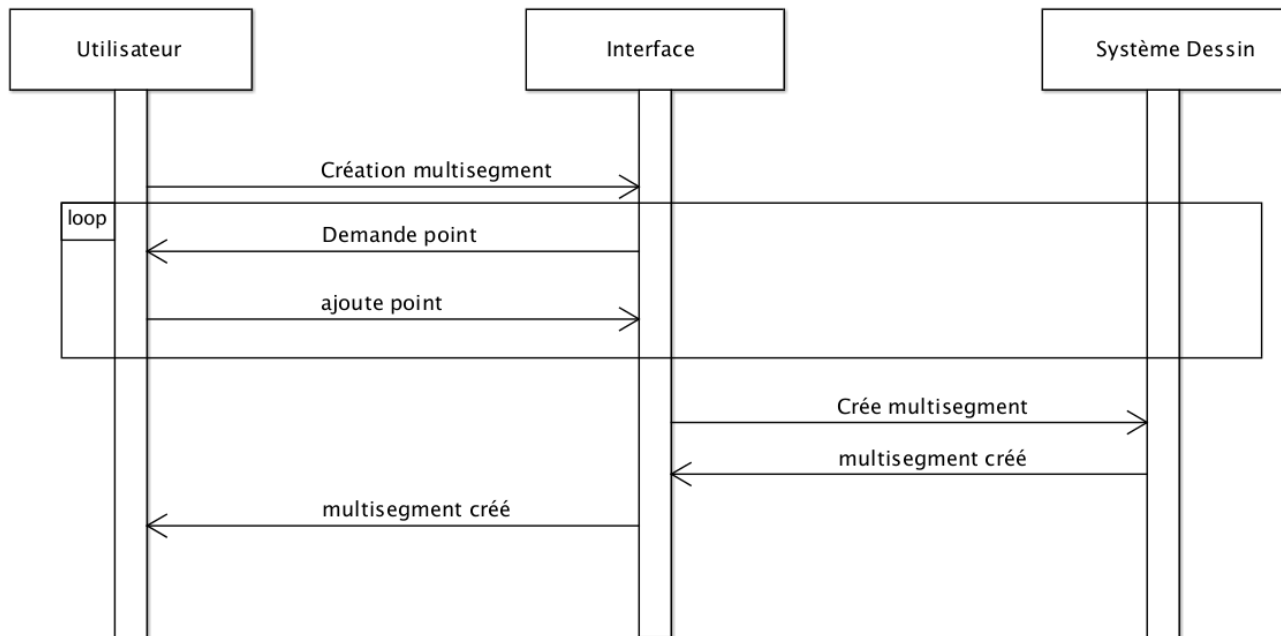 Utilisateur
Interface
Système Dessin
Création multisegment
loop
Demande point
ajoute point
Crée multisegment
multisegment créé
multisegment créé